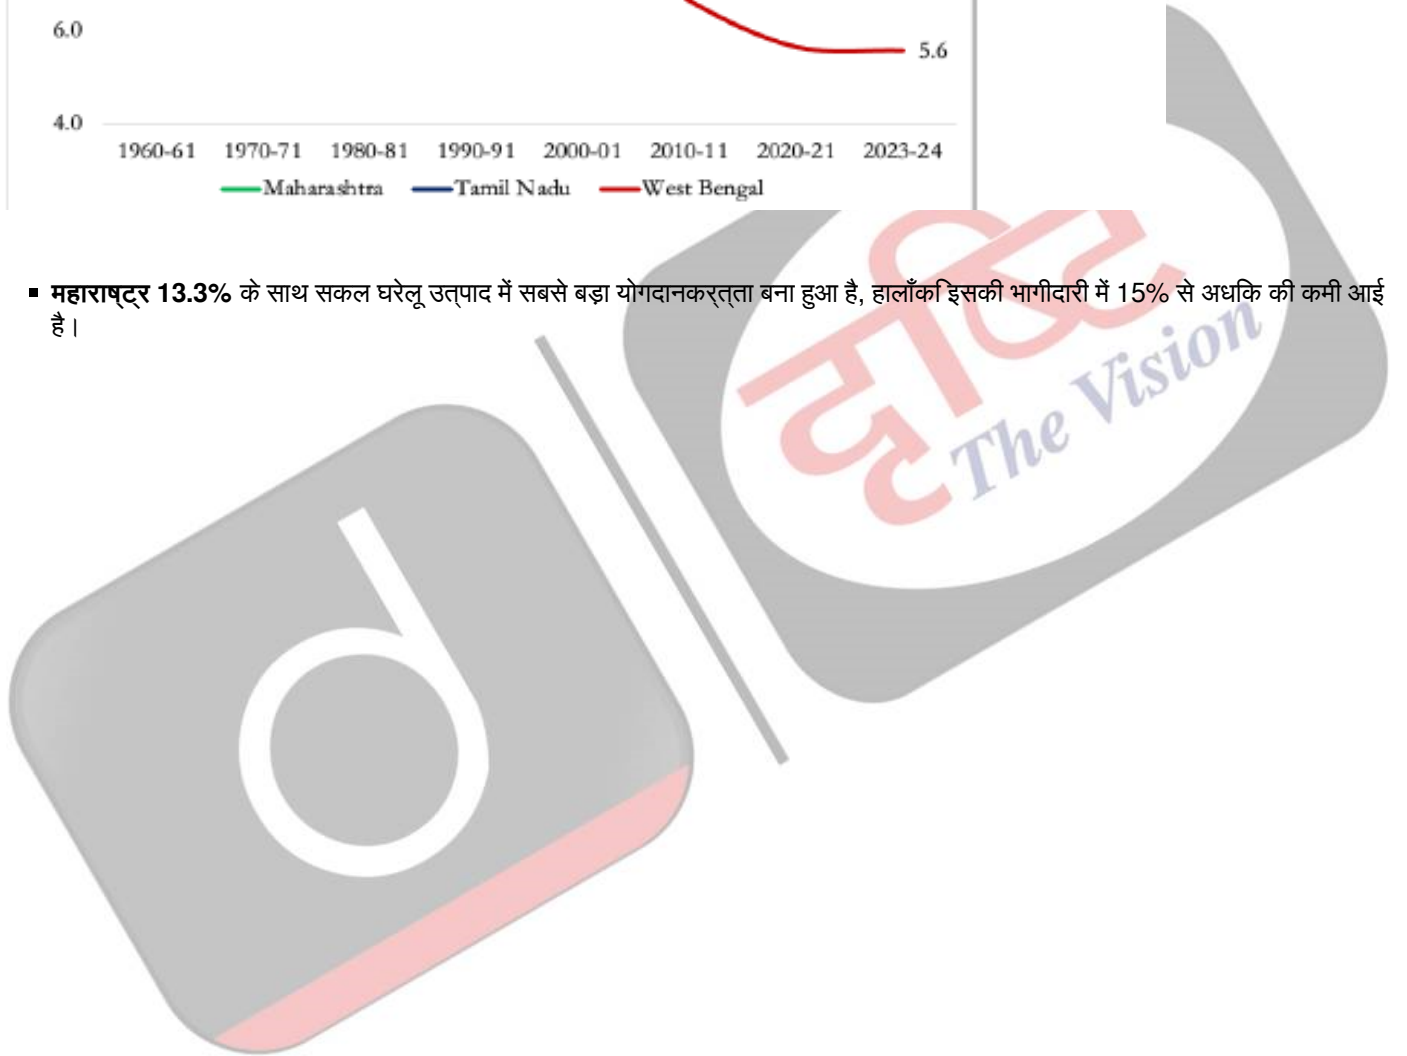 6.0
5.6
4.0
1960-61 1970-71 1980-81 1990-91 2000-01 2010-11 2020-21 2023-24
Maharashtra Tamil Nadu West Bengal
▪ महाराष्ट्र 13.3% के साथ सकल घरेलू उत्पाद में सबसे बड़ा योगदानकर्त्ता बना हुआ है, हालाँकि इसकी भागीदारी में 15% से अधिक की कमी आई
है।
दृष्टि
The Vision
d